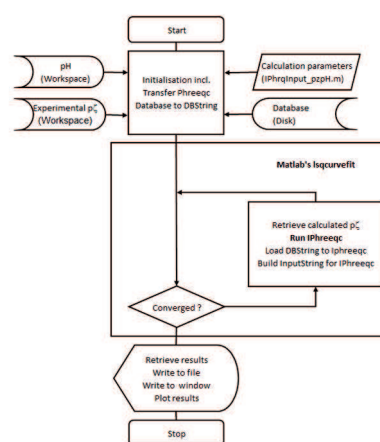 Start
pH
(Workspace)
Experimental pζ
(Workspace)
Initialisation incl.
Transfer Phreeqc
Database to DBString
Calculation parameters
(IPhrqInput_pzpH.m)
Database
(Disk)
Matlab's lsqcurvefit
Retrieve calculated pζ
Run IPhreeqc
Load DBString to Iphreeqc
Build InputString for IPhreeqc
Converged ?
Retrieve results
Write to file
Write to window
Plot results
Stop